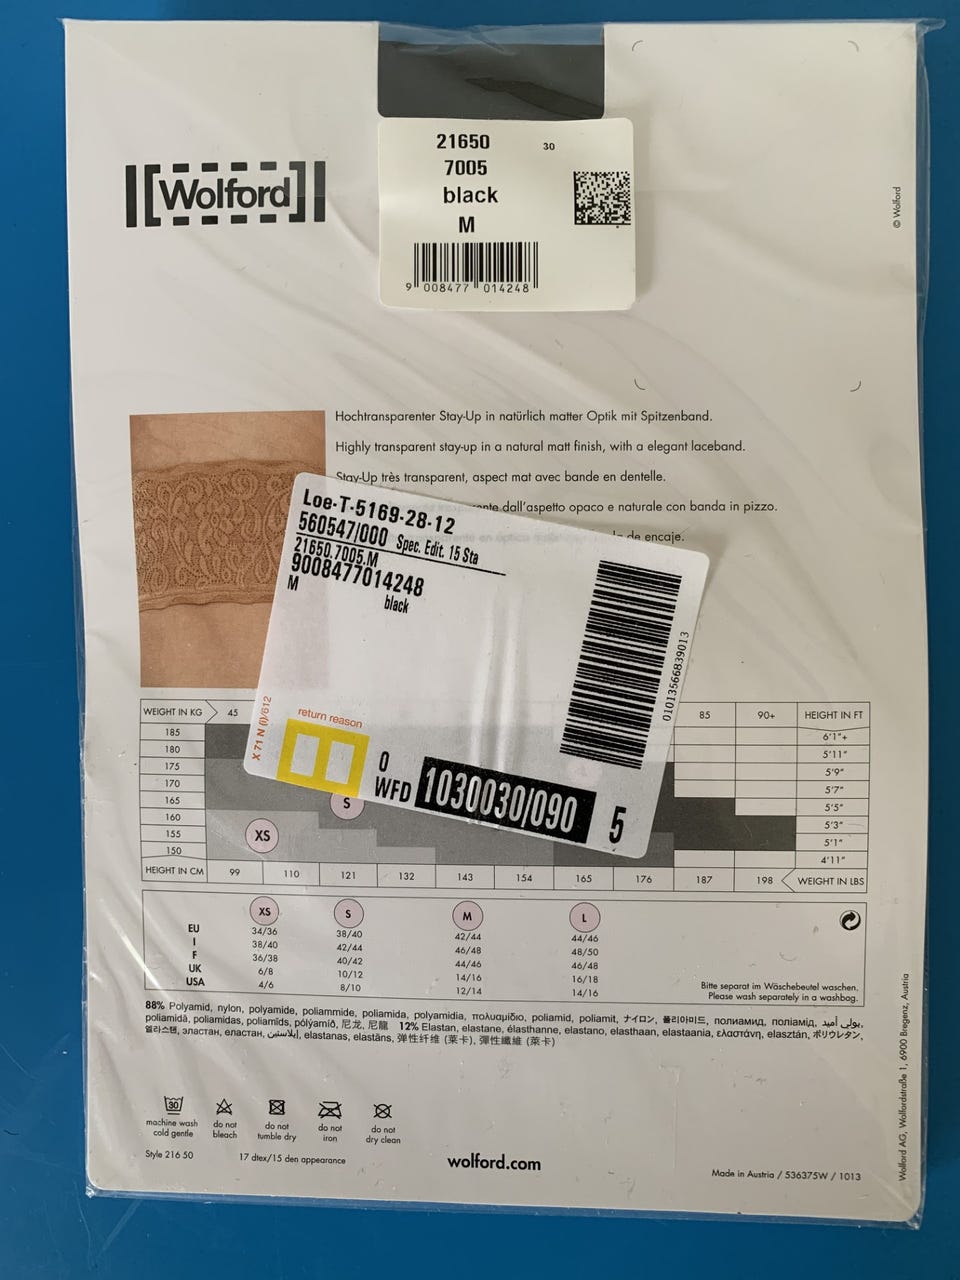 21650
30
7005
black
M
9 008477 014248
Wolford
© Wolford
Hochtransparenter Stay-Up in natürlich matter Optik mit Spitzenband.
Highly transparent stay-up in a natural matt finish, with a elegant laceband.
Stay-Up très transparent, aspect mat avec bande en dentelle.
dall'aspetto opaco e naturale con banda in pizzo.
de encaje.
Loe-T-5169-28-12
560547/000 Spec. Edit. 15 Sta
21650.7005.M
9008477014248
M
black
01013566839013
X 71 N (I)/612
return reason
0
WFD 1030030/090 5
WEIGHT IN KG 45 85 90+ HEIGHT IN FT
185 6'1"+
180 5'11"
175 5'9"
170 5'7"
165 S 5'5"
160 5'3"
155 XS 5'1"
150 4'11"
HEIGHT IN CM 99 110 121 132 143 154 165 176 187 198 WEIGHT IN LBS
XS S M L
EU 34/36 38/40 42/44 44/46
I 38/40 42/44 46/48 48/50
F 36/38 40/42 44/46 46/48
UK 6/8 10/12 14/16 16/18
USA 4/6 8/10 12/14 14/16
Bitte separat im Wäschebeutel waschen.
Please wash separately in a washbag.
88% Polyamid, nylon, polyamide, poliammide, poliamida, polyamidia, πολυαμίδιο, poliamid, poliamit, ナイロン, 폴리아미드, полиамид, поліамід, بولي أميد,
poliamidă, poliamidas, poliamīds, pólýamíð, 尼龙, 尼龍 12% Elastan, elastane, élasthanne, elastano, elasthaan, elastaania, ελαστάνη, elasztán, ポリウレタン,
엘라스탠, эластан, еластан, إيلاستين, elastanas, elastāns, 弹性纤维 (莱卡), 彈性纖維 (萊卡)
30
machine wash
cold gentle
do not
bleach
do not
tumble dry
do not
iron
do not
dry clean
Style 216 50
17 dtex/15 den appearance
wolford.com
Made in Austria / 536375W / 1013
Wolford AG, Wolfordstraße 1, 6900 Bregenz, Austria